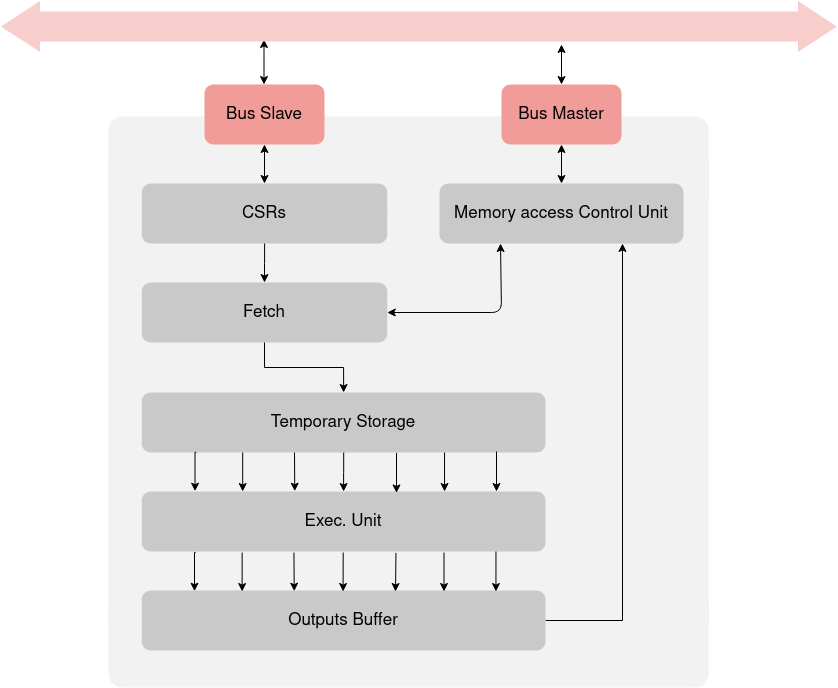 Bus Slave
Bus Master
CSRs
Memory access Control Unit
Fetch
Temporary Storage
Exec. Unit
Outputs Buffer